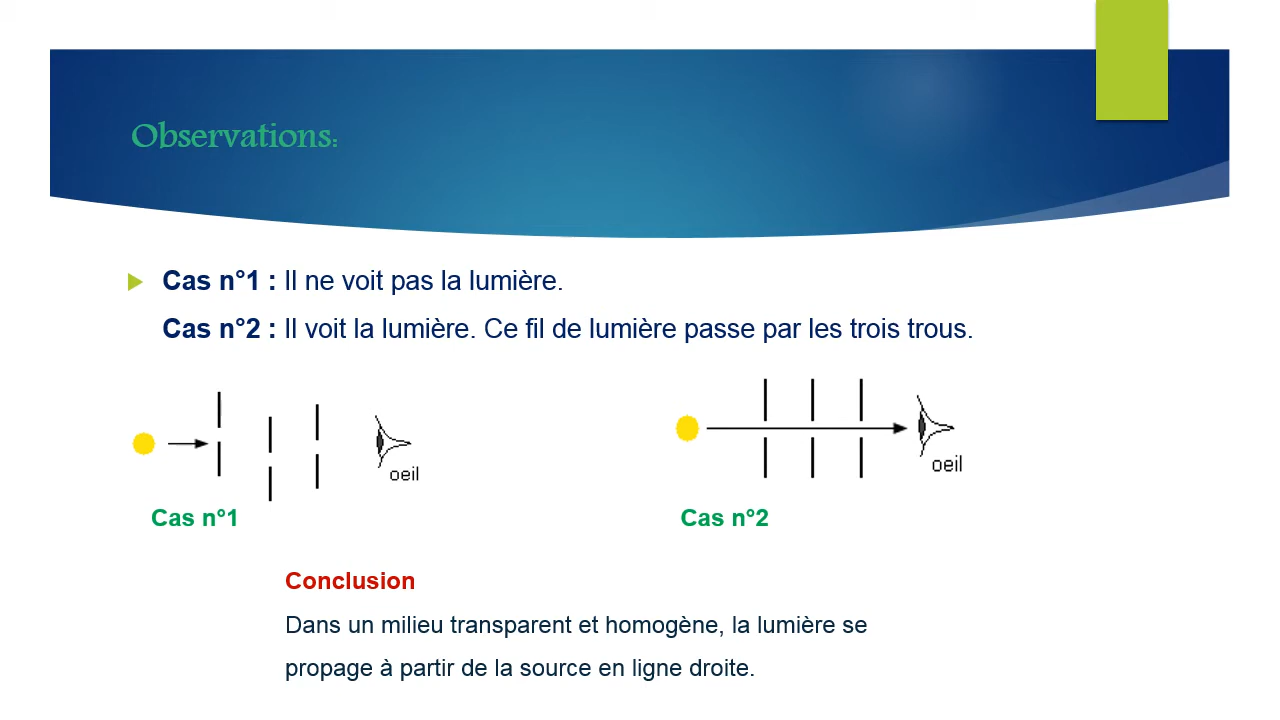 Observations:
Cas n°1 : Il ne voit pas la lumière.
Cas n°2 : Il voit la lumière. Ce fil de lumière passe par les trois trous.
oeil
oeil
Cas n°1
Cas n°2
Conclusion
Dans un milieu transparent et homogène, la lumière se
propage à partir de la source en ligne droite.